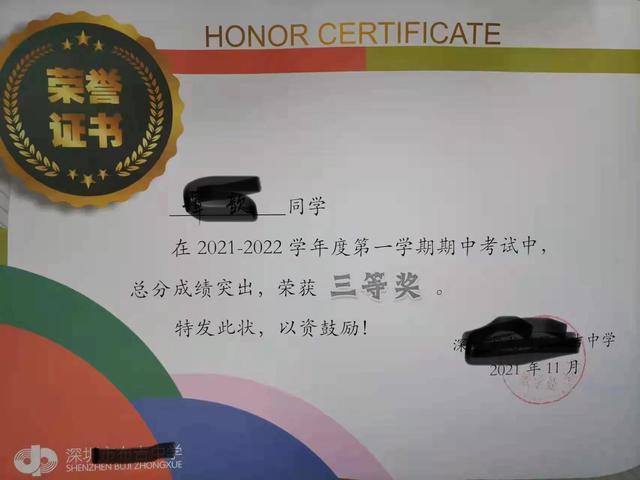 HONOR CERTIFICATE
荣誉
证书
同学
在 2021-2022 学年度第一学期期中考试中，
总分成绩突出，荣获 三等奖 。
特发此状，以资鼓励！
中学
2021 年 11 月
SHENZHEN BUJI ZHONGXUE